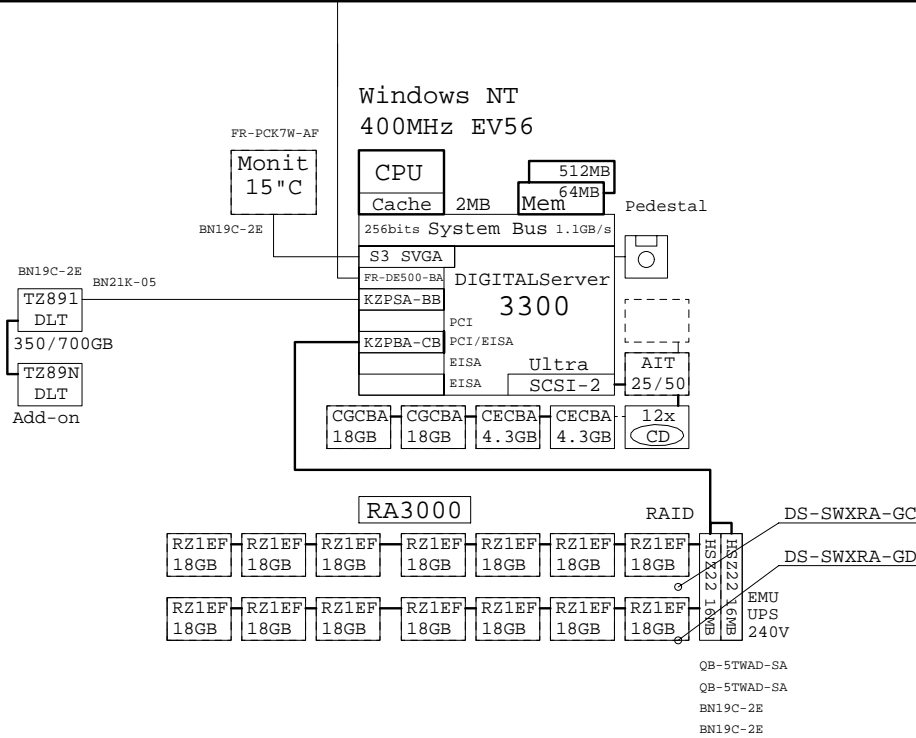 Windows NT
400MHz EV56
FR-PCK7W-AF
Monit
15"C
BN19C-2E
CPU
Cache
2MB
512MB
64MB
Mem
Pedestal
256bits System Bus 1.1GB/s
S3 SVGA
FR-DE500-BA
KZPSA-BB
KZPBA-CB
DIGITALServer
3300
PCI
PCI/EISA
EISA
EISA
Ultra
SCSI-2
AIT
25/50
12x
CD
BN19C-2E
BN21K-05
TZ891
DLT
350/700GB
TZ89N
DLT
Add-on
CGCBA
18GB
CGCBA
18GB
CECBA
4.3GB
CECBA
4.3GB
RA3000
RAID
DS-SWXRA-GC
DS-SWXRA-GD
RZ1EF
18GB
RZ1EF
18GB
RZ1EF
18GB
RZ1EF
18GB
RZ1EF
18GB
RZ1EF
18GB
RZ1EF
18GB
RZ1EF
18GB
RZ1EF
18GB
RZ1EF
18GB
RZ1EF
18GB
RZ1EF
18GB
RZ1EF
18GB
RZ1EF
18GB
HSZ22 16MB
HSZ22 16MB
EMU
UPS
240V
QB-5TWAD-SA
QB-5TWAD-SA
BN19C-2E
BN19C-2E